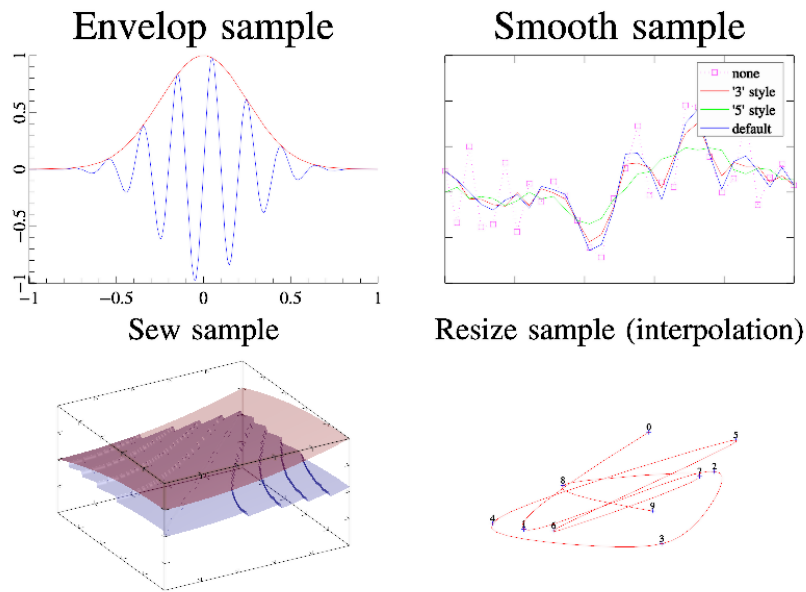 Envelop sample
Smooth sample
1
0.5
0
−0.5
−1
−1 −0.5 0 0.5 1
none
'3' style
'5' style
default
Sew sample
Resize sample (interpolation)
0
5
2
7
8
9
4
1
6
3